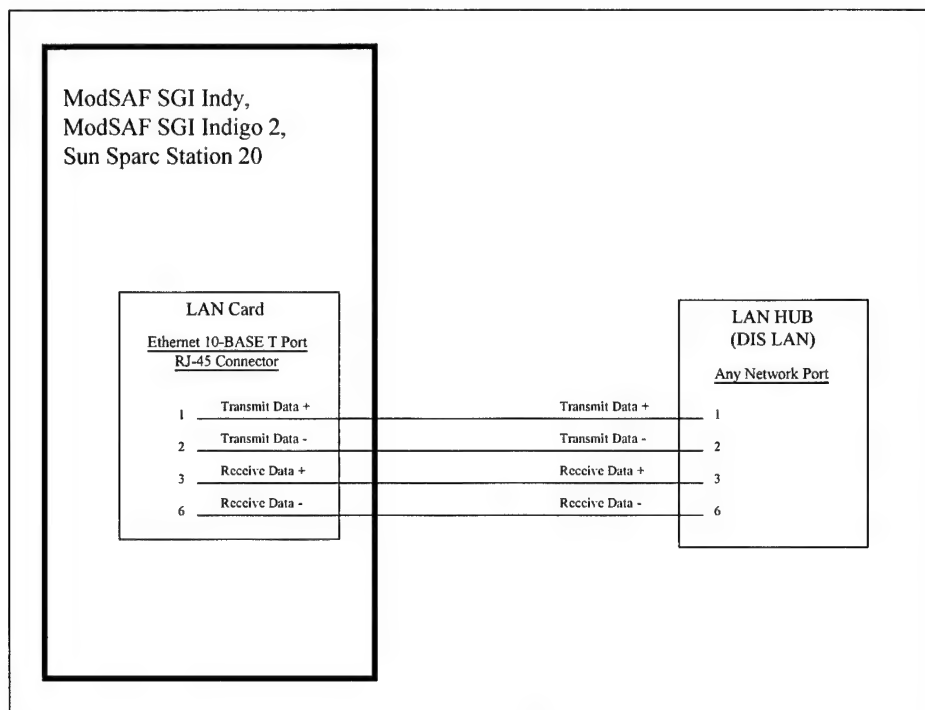 ModSAF SGI Indy,
ModSAF SGI Indigo 2,
Sun Sparc Station 20
LAN Card
Ethernet 10-BASE T Port
RJ-45 Connector
LAN HUB
(DIS LAN)
Any Network Port
1 Transmit Data + Transmit Data + 1
2 Transmit Data - Transmit Data - 2
3 Receive Data + Receive Data + 3
6 Receive Data - Receive Data - 6